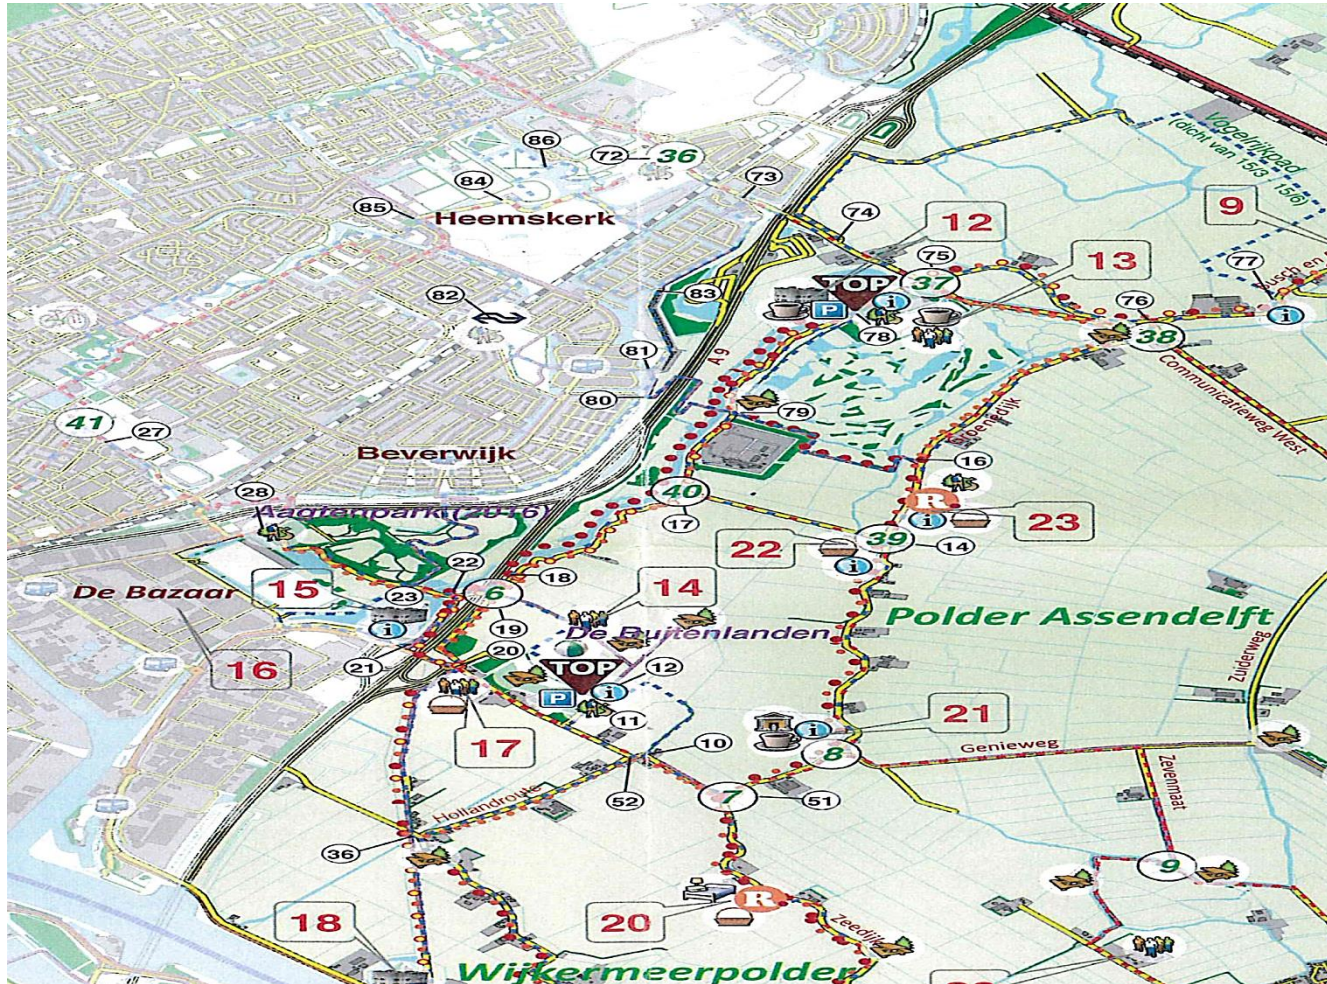 Vogelrijkpad
(dicht van 15/3 - 15/6)
86
72
36
84
73
85
Heemskerk
9
74
12
75
77
13
37
TOP
82
83
P
i
76
i
78
38
81
A 9
80
79
Communicatieweg West
41
27
Groenedijk
Beverwijk
16
28
40
R
Aagtenpark (2016)
17
i
23
39
22
14
22
18
i
De Bazaar
15
23
6
14
Polder Assendelft
i
19
De Buitenlanden
20
21
16
TOP
12
Zuiderweg
P
i
11
17
21
10
i
8
Genieweg
52
7
51
Zevenmaat
Hollandroute
36
9
18
20
R
Zeedijk
Wijkermeerpolder